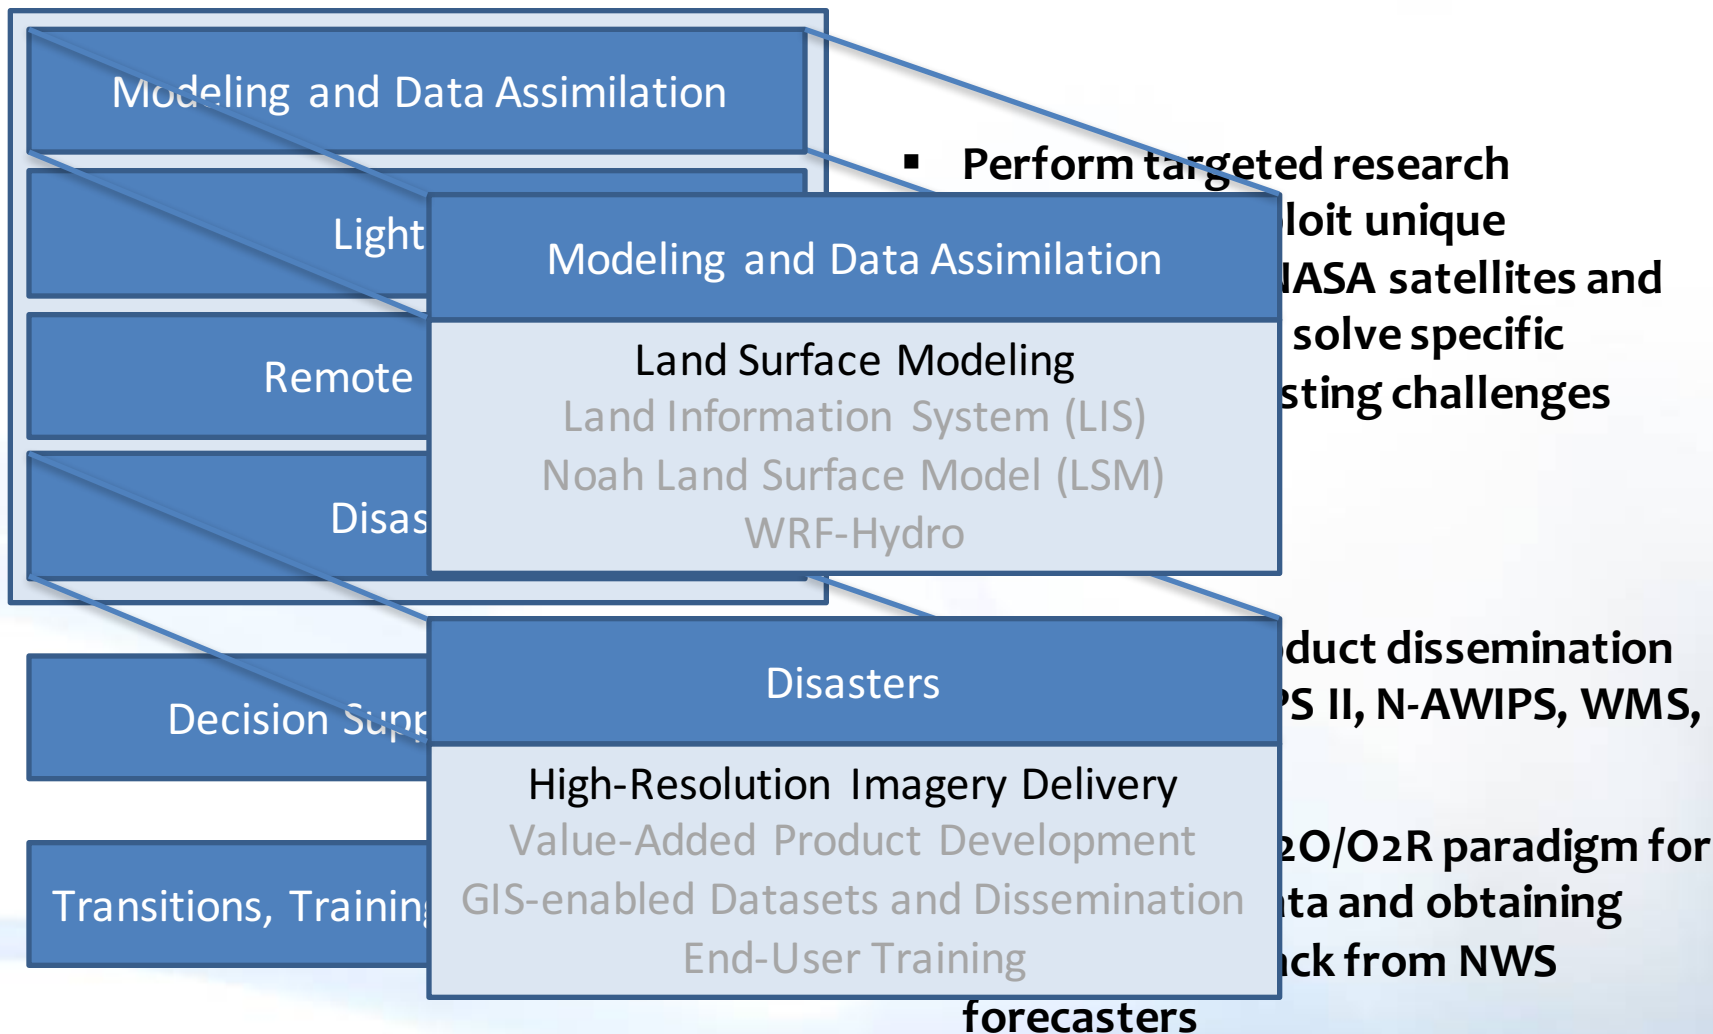 Modeling and Data Assimilation
Light
Remote
Disas
Decision Supp
Transitions, Training
Modeling and Data Assimilation
Land Surface Modeling
Land Information System (LIS)
Noah Land Surface Model (LSM)
WRF-Hydro
Disasters
High-Resolution Imagery Delivery
Value-Added Product Development
GIS-enabled Datasets and Dissemination
End-User Training
▪ Perform targeted research
loit unique
NASA satellites and
solve specific
sting challenges
duct dissemination
PS II, N-AWIPS, WMS,
2O/O2R paradigm for
ta and obtaining
ck from NWS
forecasters